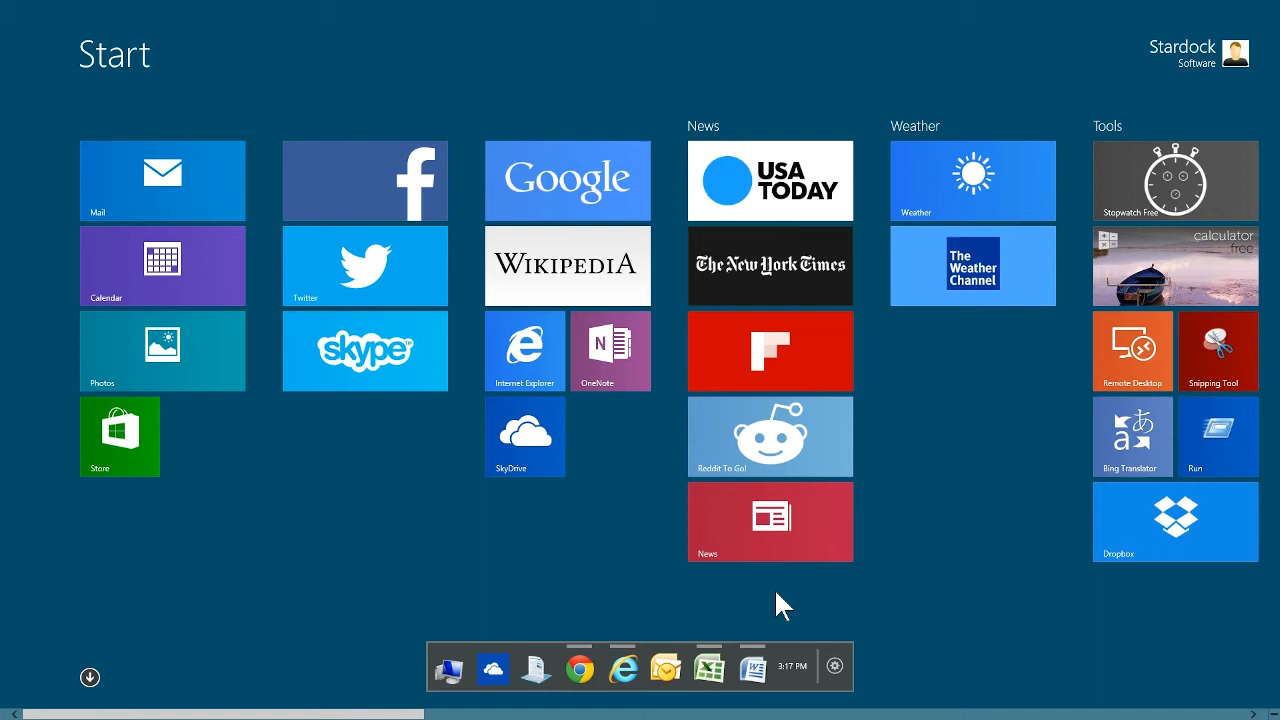 Start
Stardock
Software
News
Weather
Tools
Mail
Google
USA
TODAY
Weather
Stopwatch Free
Calendar
Twitter
WIKIPEDIA
The New York Times
The
Weather
Channel
calculator
free
Photos
skype™
Internet Explorer
OneNote
Remote Desktop
Snipping Tool
Store
SkyDrive
Reddit To Go!
あ
a
Bing Translator
Run
News
Dropbox
3:17 PM